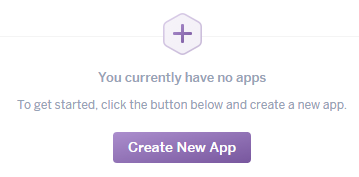 You currently have no apps
To get started, click the button below and create a new app.
Create New App